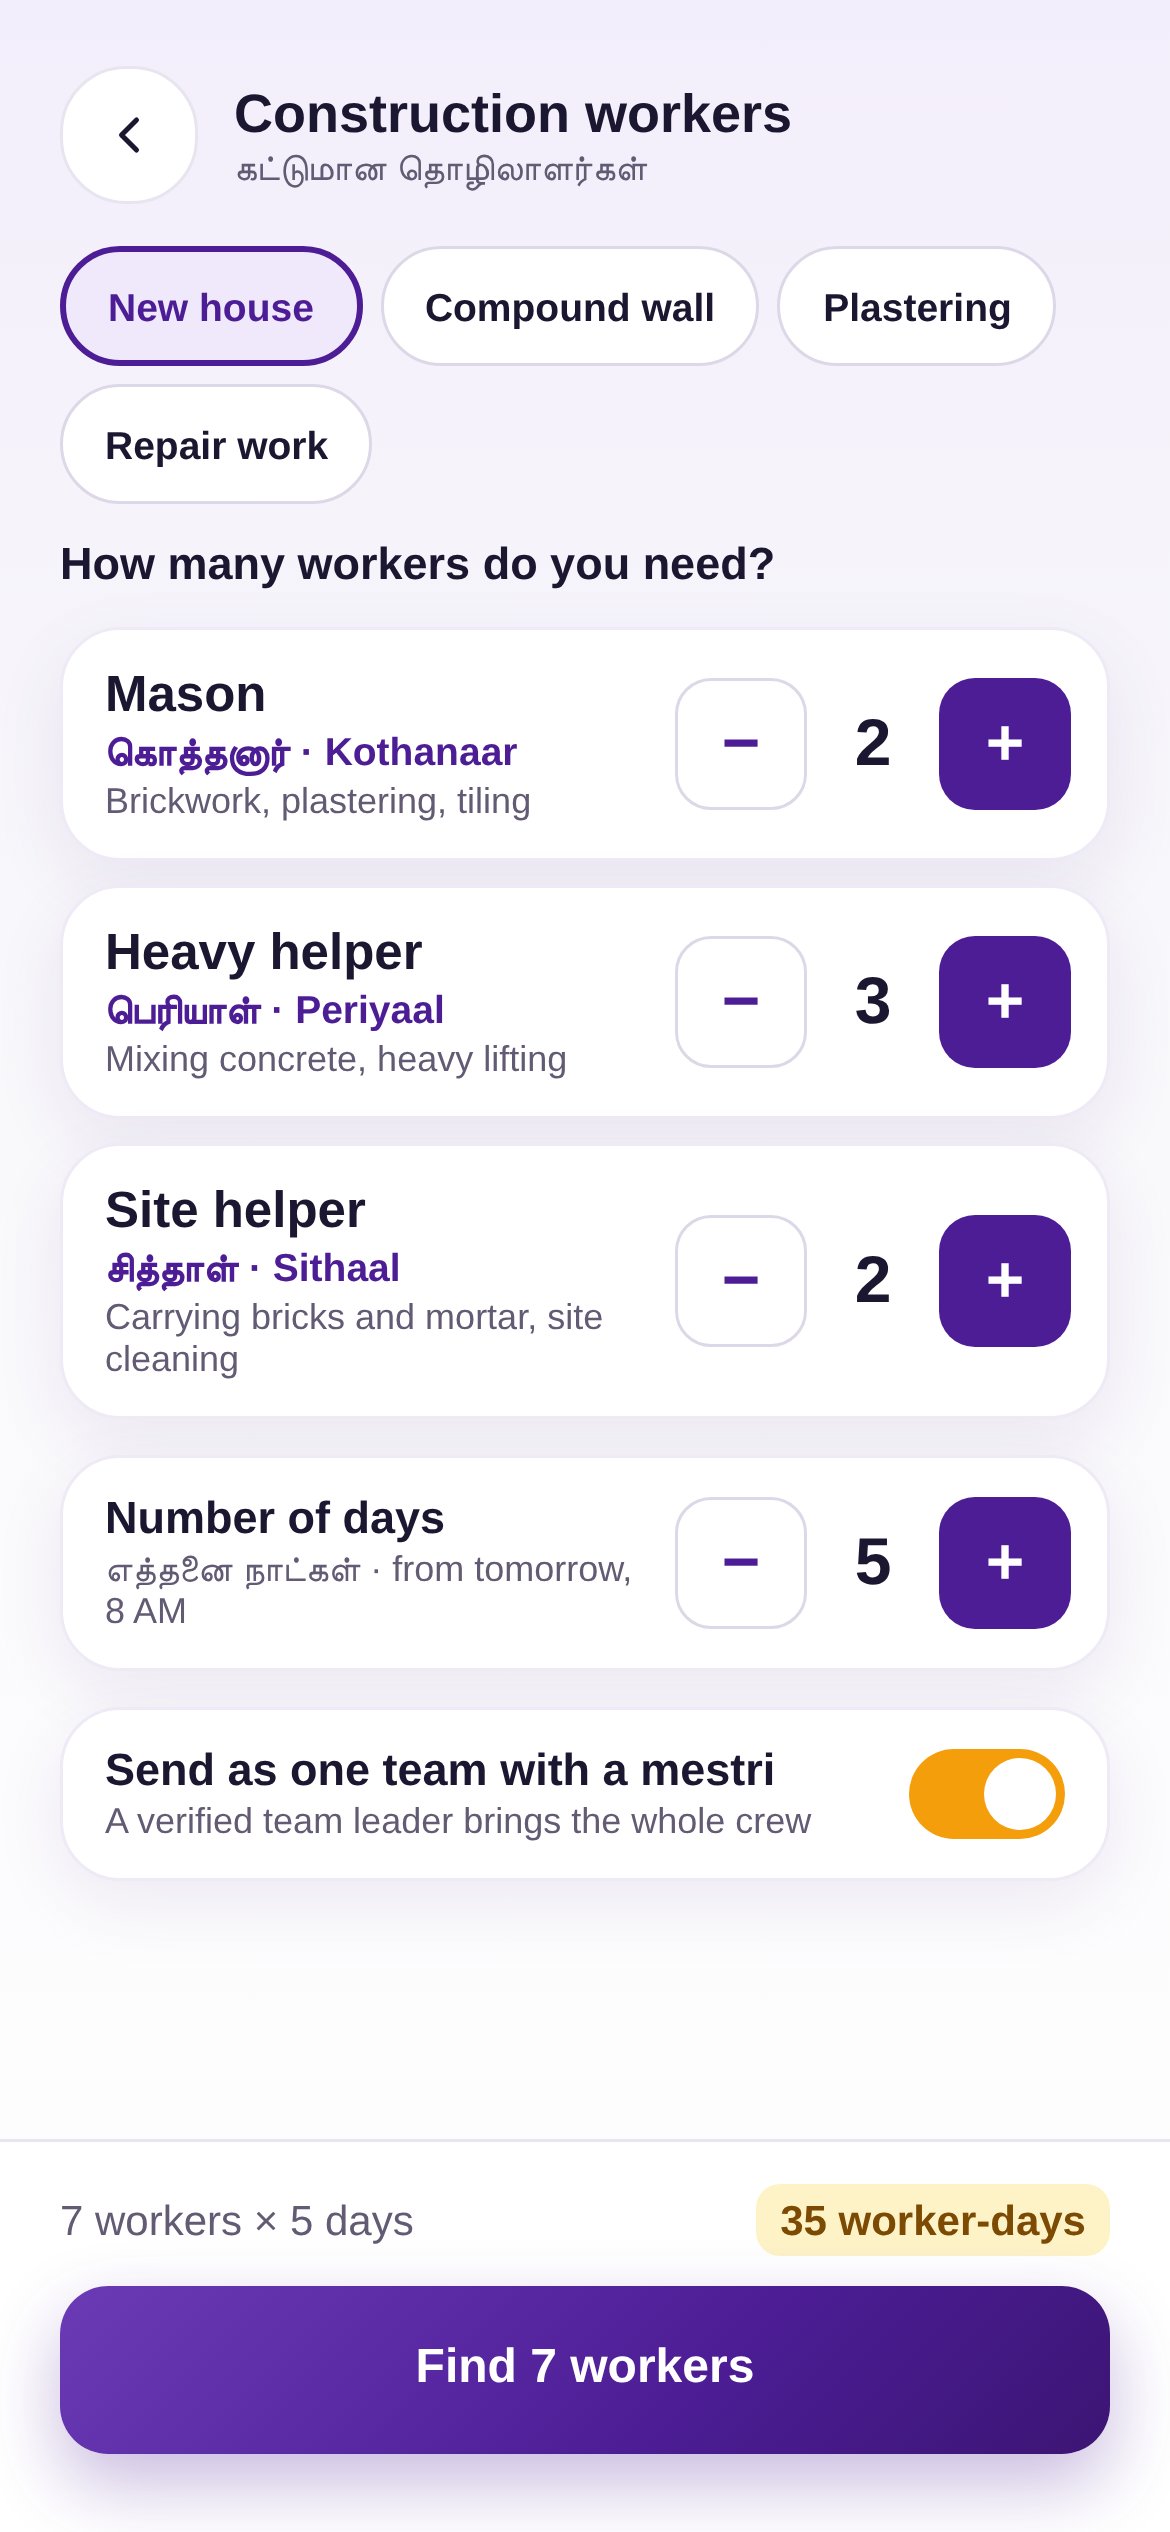 Construction workers
கட்டுமான தொழிலாளர்கள்
New house
Compound wall
Plastering
Repair work
How many workers do you need?
Mason
கொத்தனார் · Kothanaar
Brickwork, plastering, tiling
− 2 +
Heavy helper
பெரியாள் · Periyaal
Mixing concrete, heavy lifting
− 3 +
Site helper
சித்தாள் · Sithaal
Carrying bricks and mortar, site
cleaning
− 2 +
Number of days
எத்தனை நாட்கள் · from tomorrow,
8 AM
− 5 +
Send as one team with a mestri
A verified team leader brings the whole crew
7 workers × 5 days
35 worker-days
Find 7 workers